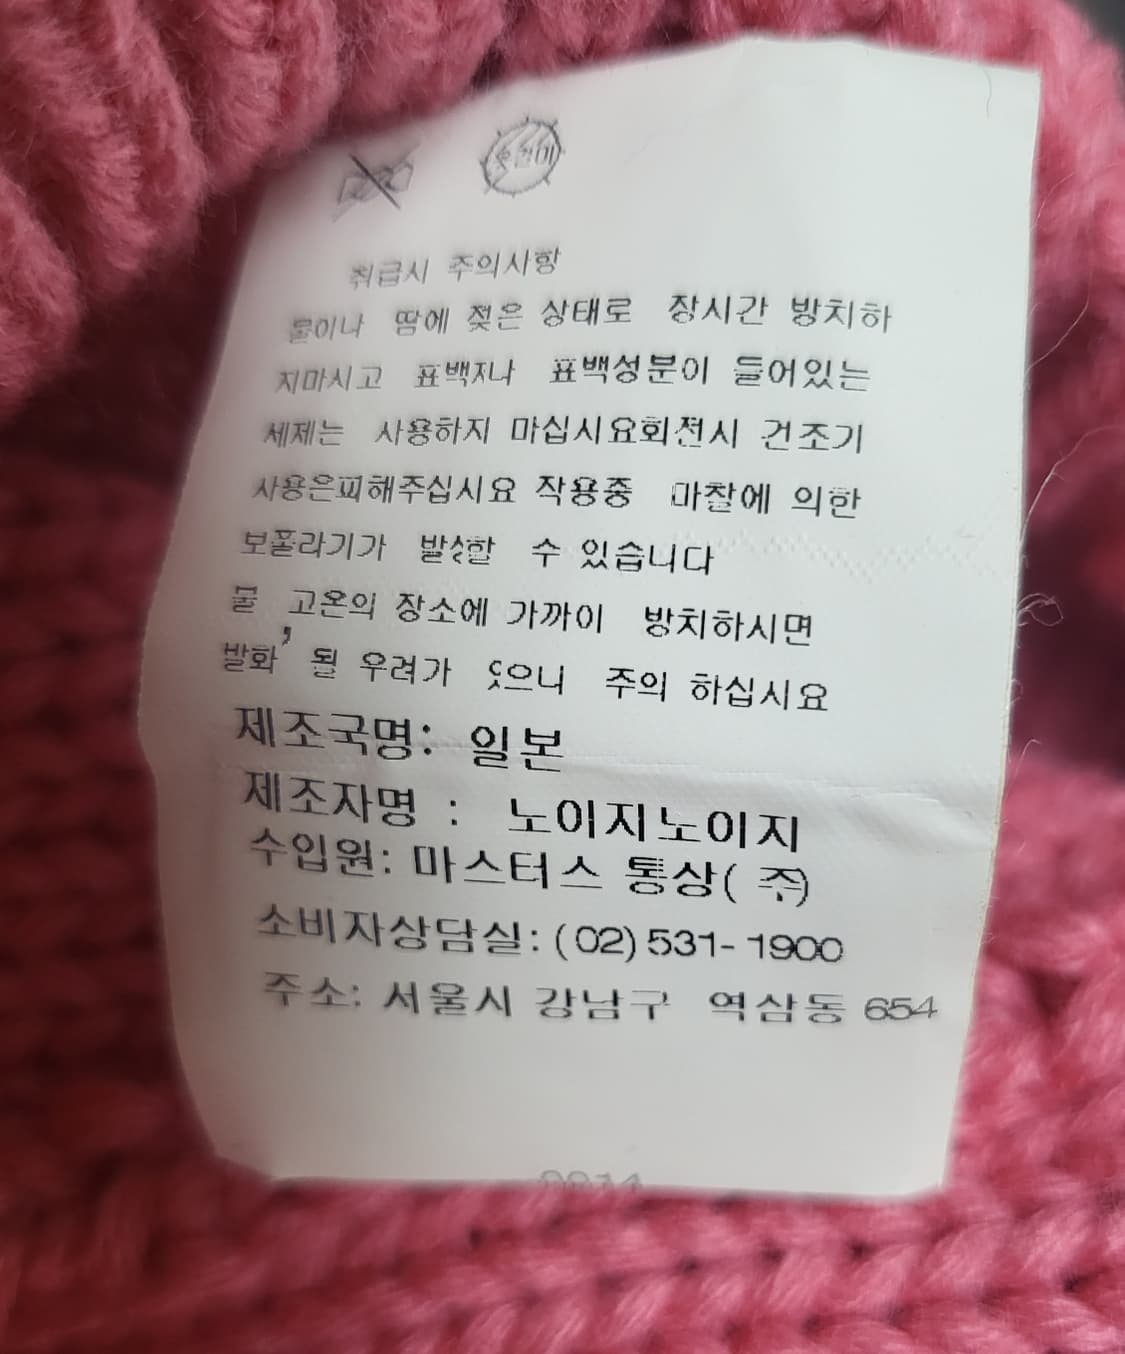 옷걸이
취급시 주의사항
물이나 땀에 젖은 상태로 장시간 방치하
지마시고 표백지나 표백성분이 들어있는
세제는 사용하지 마십시요회전시 건조기
사용은피해주십시요 작용중 마찰에 의한
보풀라기가 발생할 수 있습니다
불, 고온의 장소에 가까이 방치하시면
발화 될 우려가 있으니 주의 하십시요
제조국명: 일본
제조자명 : 노이지노이지
수입원: 마스터스 통상( 주)
소비자상담실: (02) 531- 1900
주소: 서울시 강남구 역삼동 654